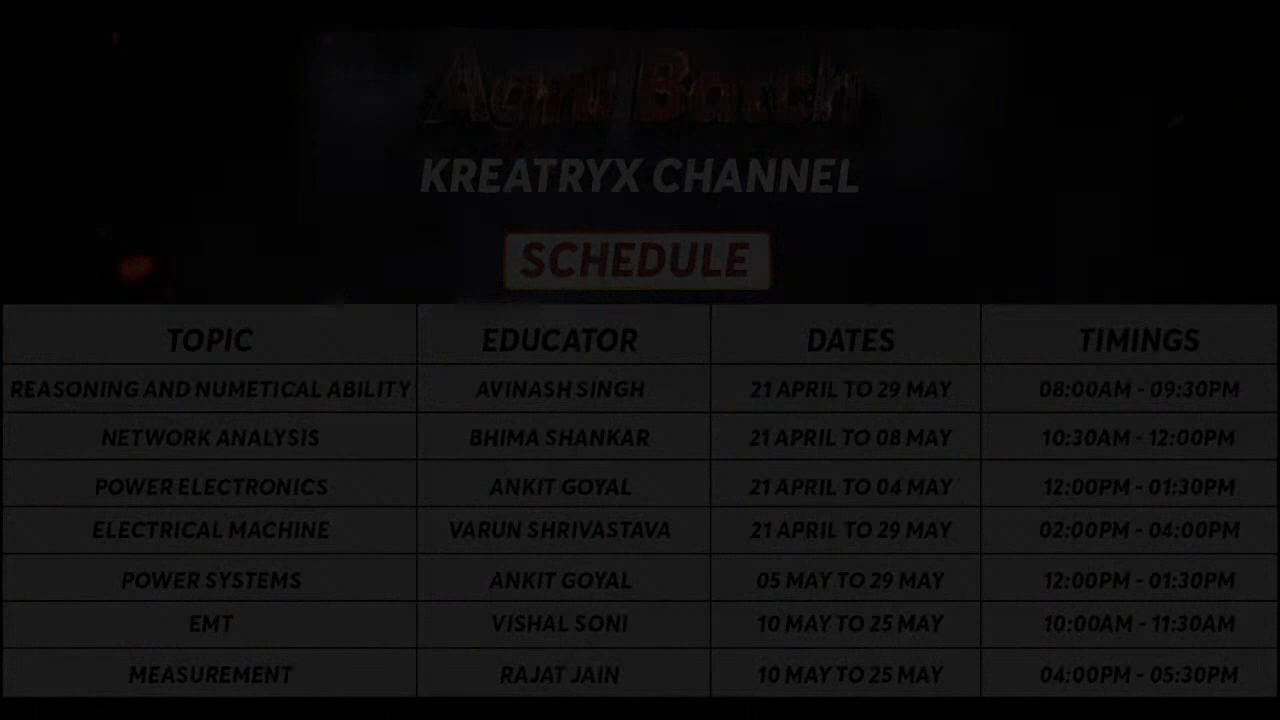 Agni Batch
KREATRYX CHANNEL
SCHEDULE
TOPIC EDUCATOR DATES TIMINGS
REASONING AND NUMETICAL ABILITY AVINASH SINGH 21 APRIL TO 29 MAY 08:00AM - 09:30PM
NETWORK ANALYSIS BHIMA SHANKAR 21 APRIL TO 08 MAY 10:30AM - 12:00PM
POWER ELECTRONICS ANKIT GOYAL 21 APRIL TO 04 MAY 12:00PM - 01:30PM
ELECTRICAL MACHINE VARUN SHRIVASTAVA 21 APRIL TO 29 MAY 02:00PM - 04:00PM
POWER SYSTEMS ANKIT GOYAL 05 MAY TO 29 MAY 12:00PM - 01:30PM
EMT VISHAL SONI 10 MAY TO 25 MAY 10:00AM - 11:30AM
MEASUREMENT RAJAT JAIN 10 MAY TO 25 MAY 04:00PM - 05:30PM